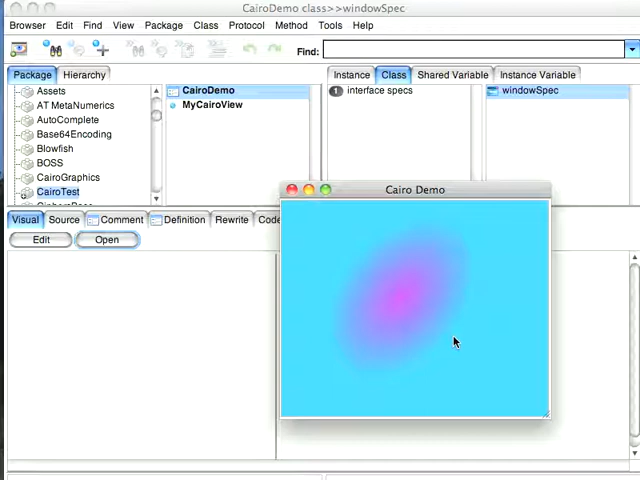 CairoDemo class>>windowSpec
Browser Edit Find View Package Class Protocol Method Tools Help
Find:
Package Hierarchy
Instance Class Shared Variable Instance Variable
Assets
AT MetaNumerics
AutoComplete
Base64Encoding
Blowfish
BOSS
CairoGraphics
CairoTest
CairoDemo
MyCairoView
1 interface specs
windowSpec
Cairo Demo
Visual Source Comment Definition Rewrite Code
Edit Open